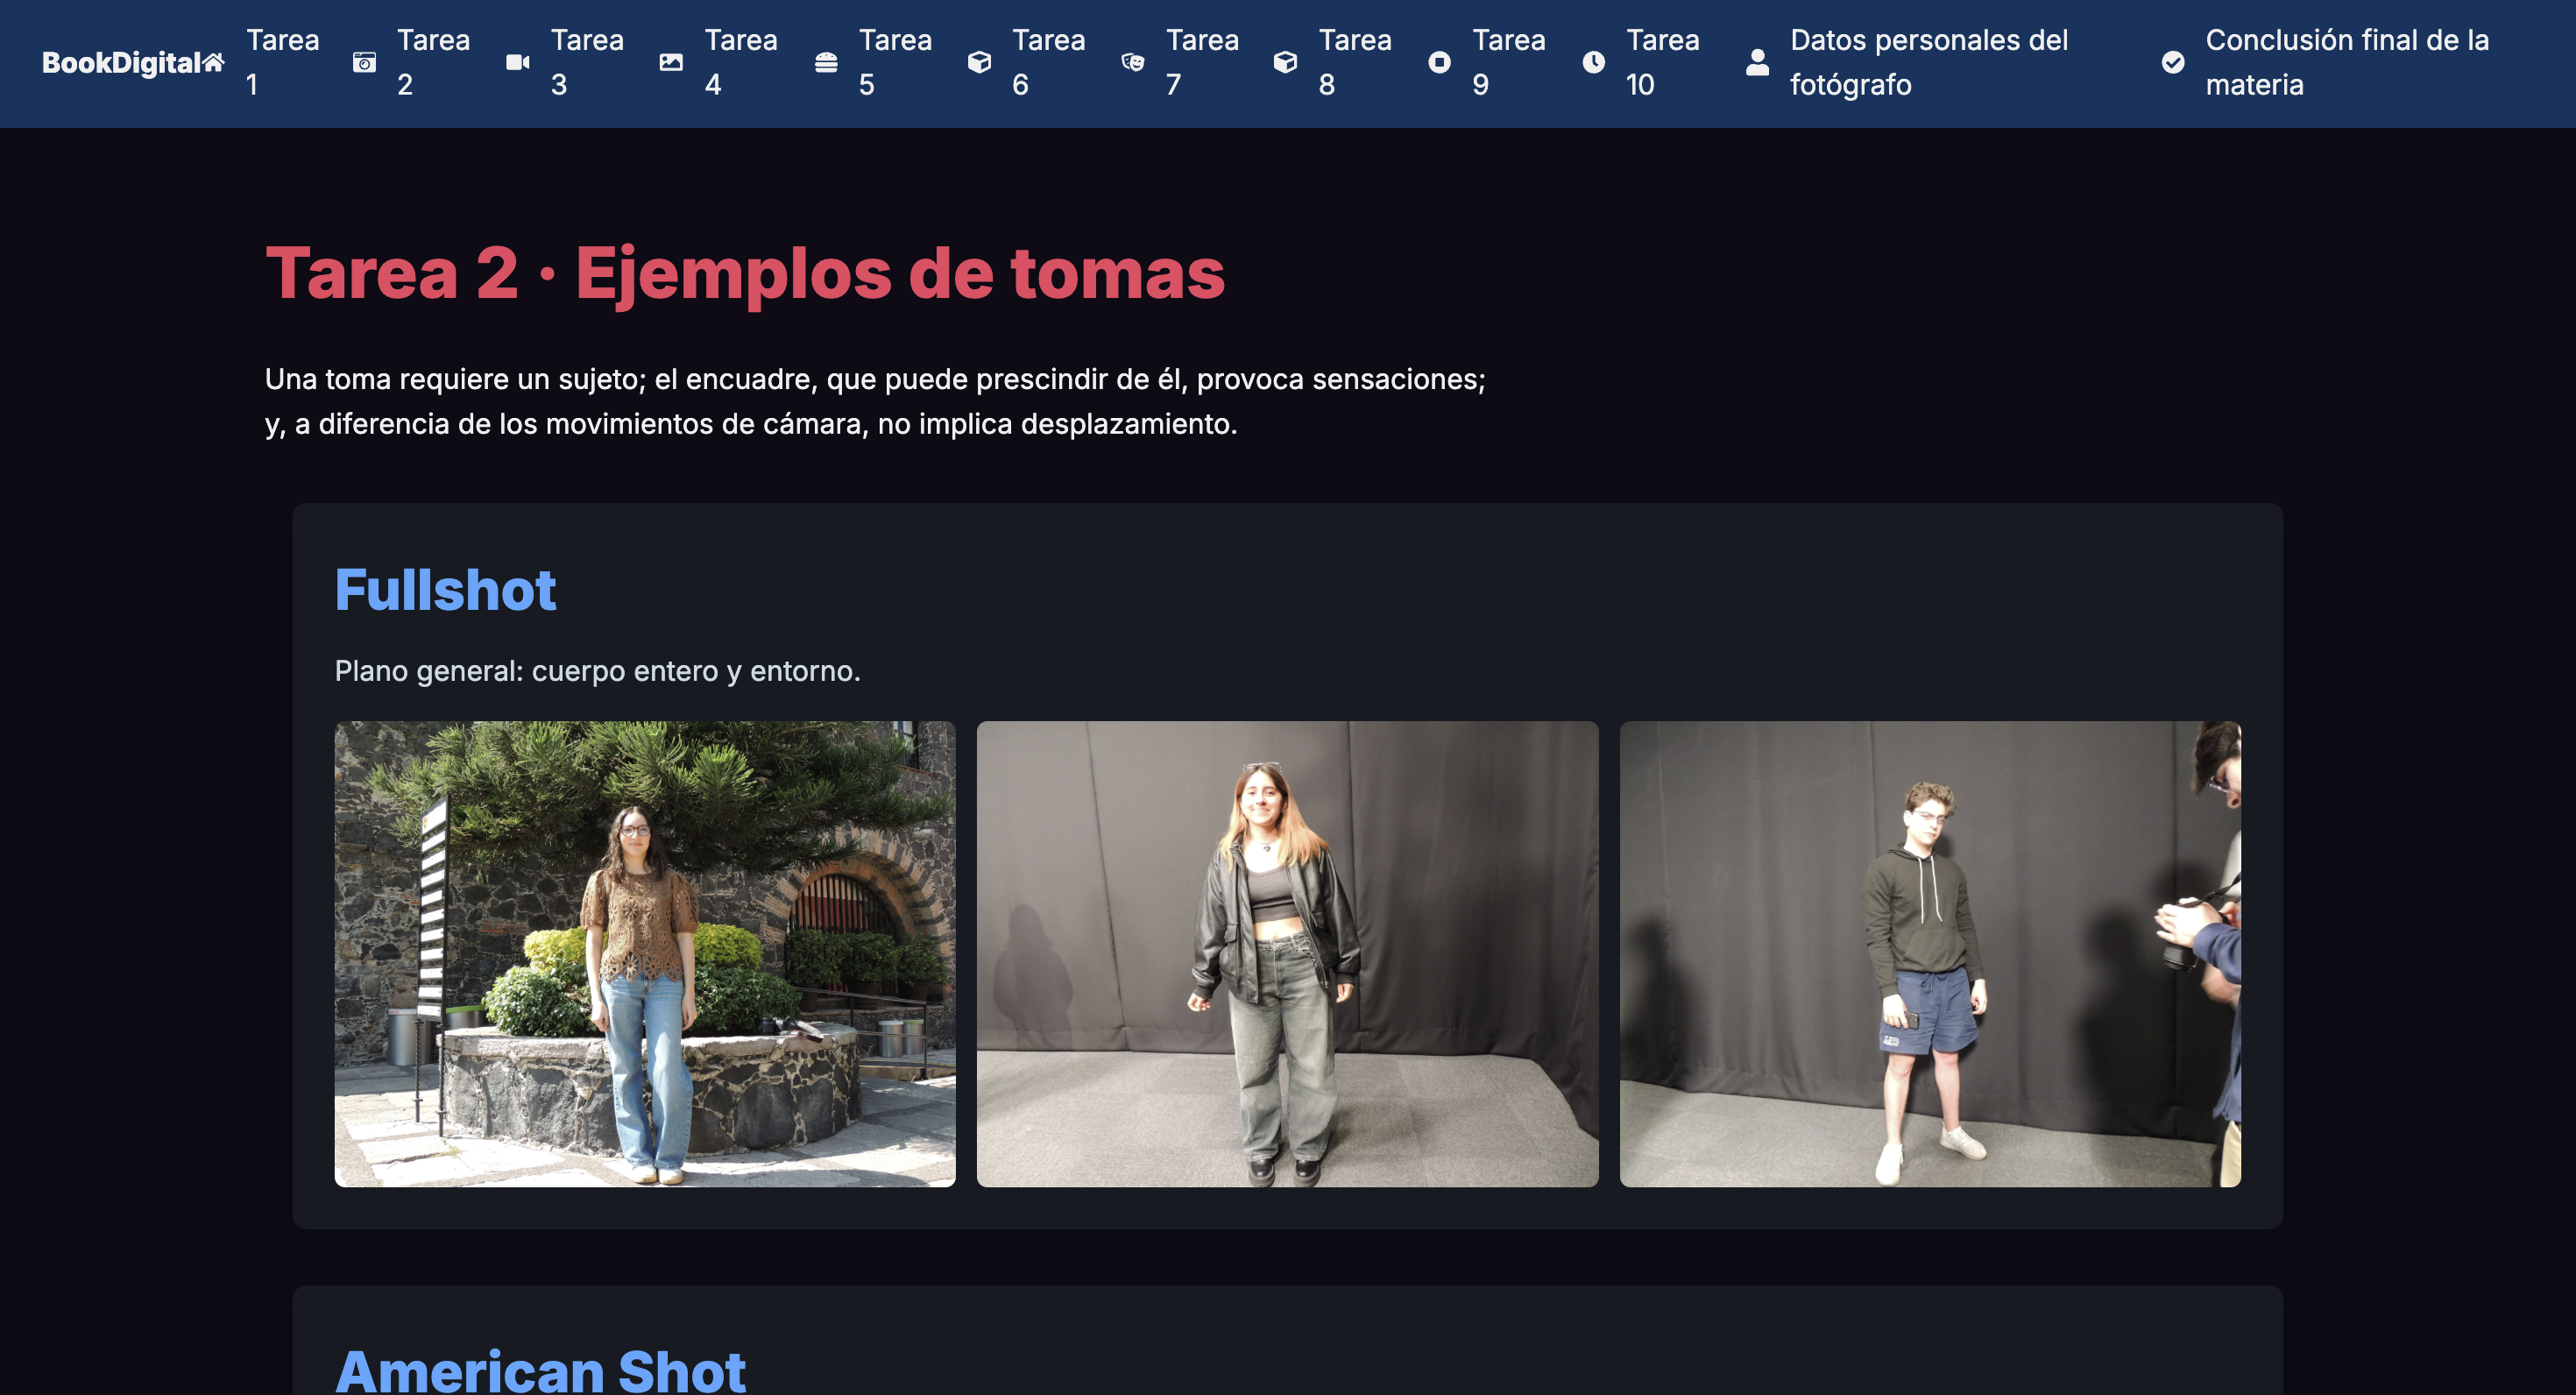 BookDigital
Tarea 1
Tarea 2
Tarea 3
Tarea 4
Tarea 5
Tarea 6
Tarea 7
Tarea 8
Tarea 9
Tarea 10
Datos personales del
fotógrafo
Conclusión final de la
materia
Tarea 2 · Ejemplos de tomas
Una toma requiere un sujeto; el encuadre, que puede prescindir de él, provoca sensaciones;
y, a diferencia de los movimientos de cámara, no implica desplazamiento.
Fullshot
Plano general: cuerpo entero y entorno.
American Shot